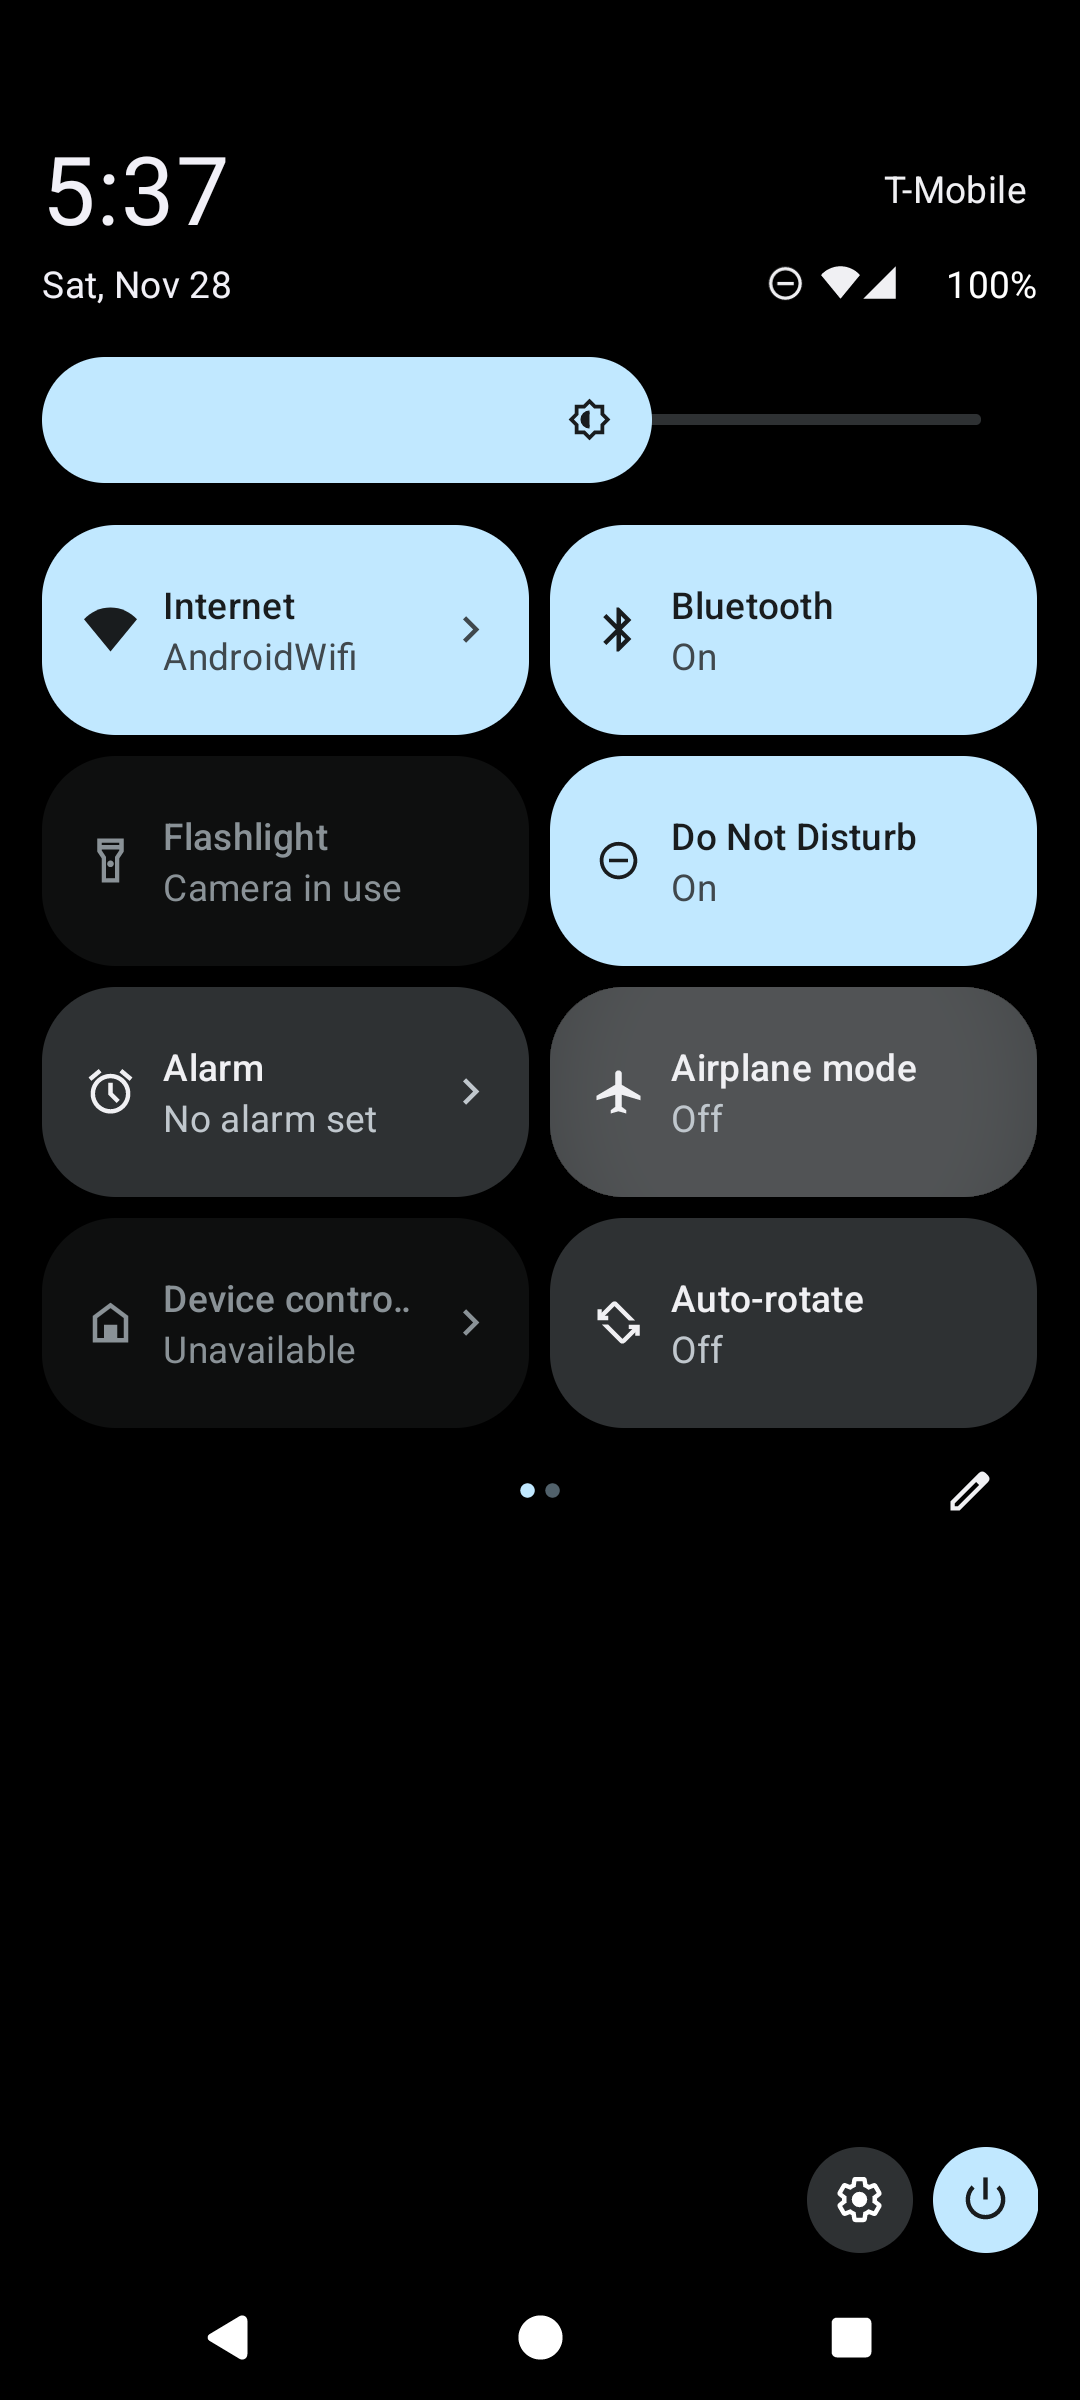 5:37
T-Mobile
Sat, Nov 28
100%
Internet
AndroidWifi
Bluetooth
On
Flashlight
Camera in use
Do Not Disturb
On
Alarm
No alarm set
Airplane mode
Off
Device contro..
Unavailable
Auto-rotate
Off